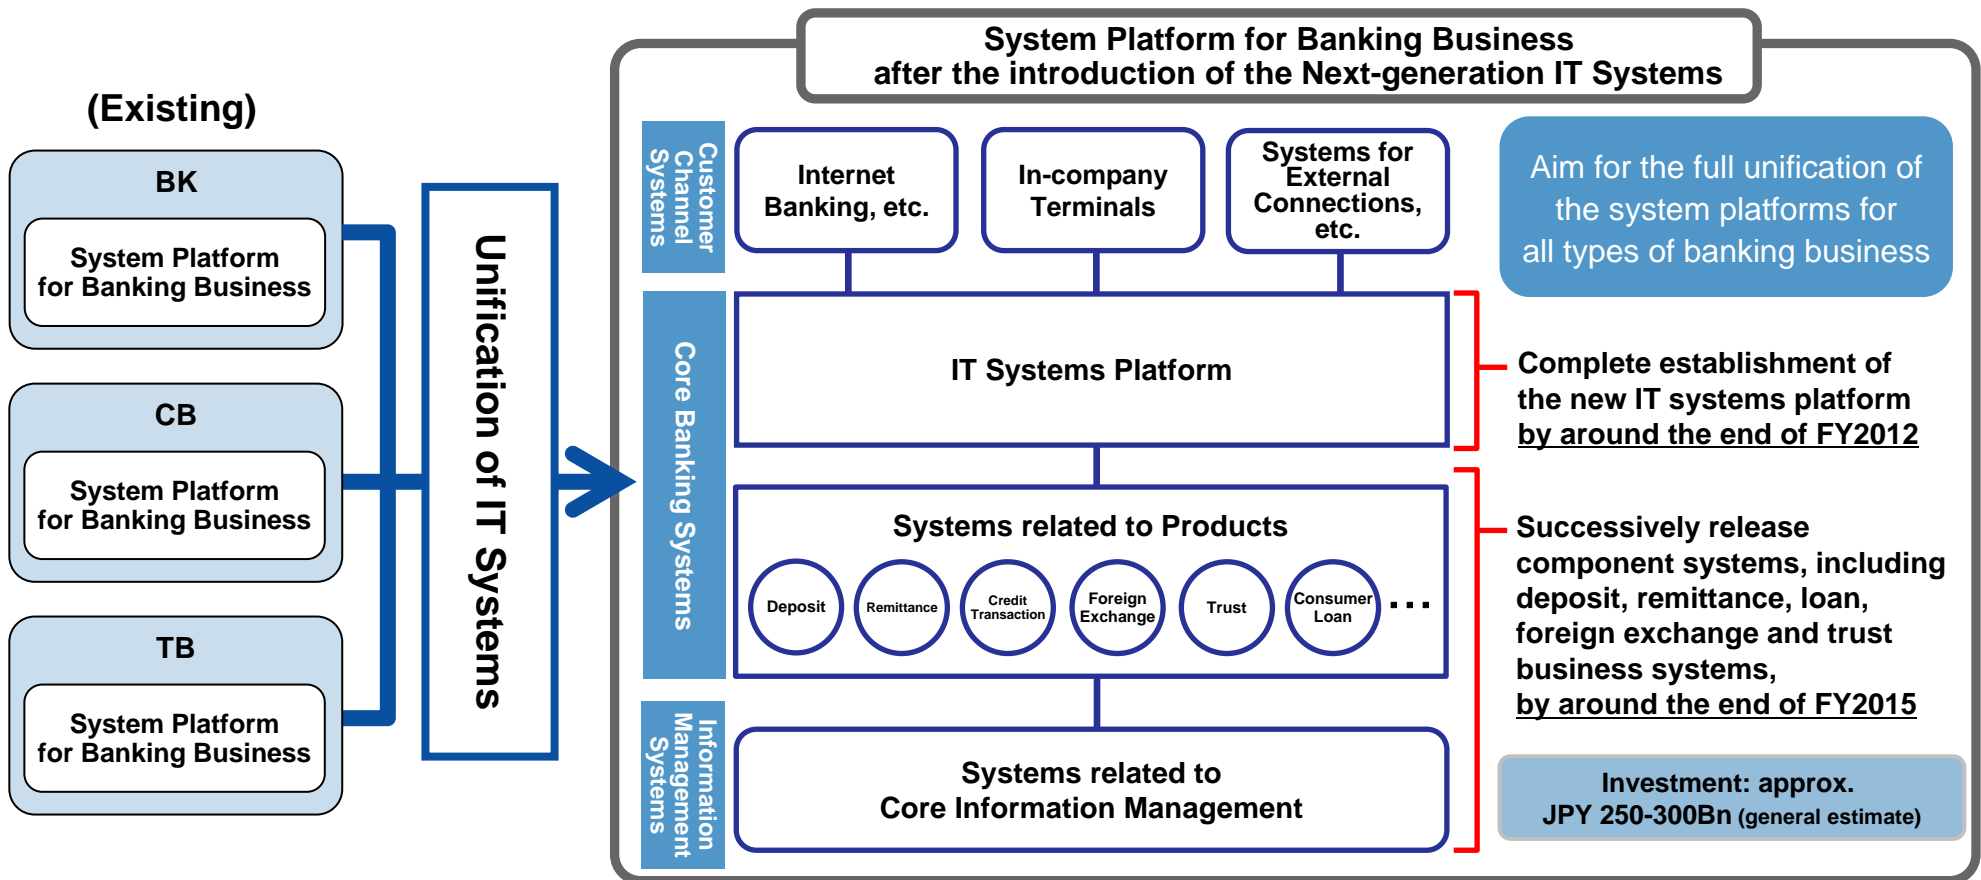 System Platform for Banking Business
after the introduction of the Next-generation IT Systems
(Existing)
BK
System Platform
for Banking Business
CB
System Platform
for Banking Business
TB
System Platform
for Banking Business
Unification of IT Systems
Customer
Channel
Systems
Internet
Banking, etc.
In-company
Terminals
Systems for
External
Connections,
etc.
Core Banking Systems
IT Systems Platform
Systems related to Products
Deposit
Remittance
Credit
Transaction
Foreign
Exchange
Trust
Consumer
Loan
...
Information
Management
Systems
Systems related to
Core Information Management
Aim for the full unification of
the system platforms for
all types of banking business
Complete establishment of
the new IT systems platform
by around the end of FY2012
Successively release
component systems, including
deposit, remittance, loan,
foreign exchange and trust
business systems,
by around the end of FY2015
Investment: approx.
JPY 250-300Bn (general estimate)